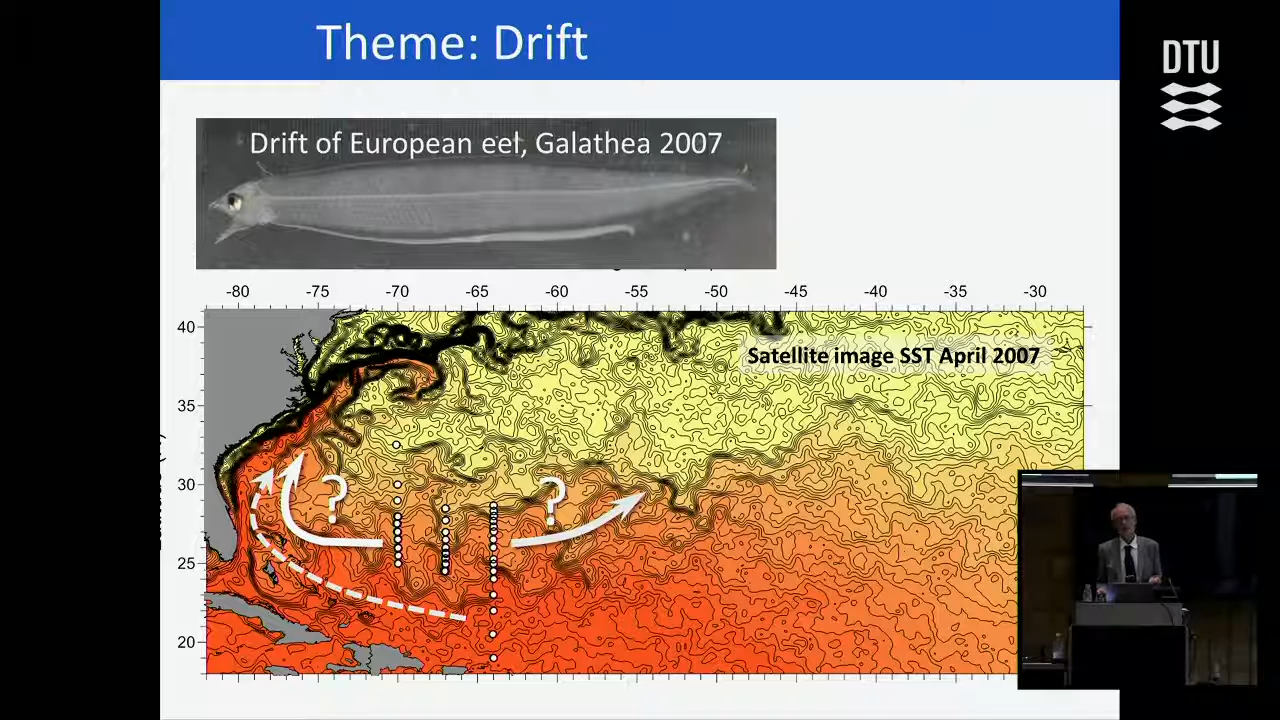 Theme: Drift
DTU
Drift of European eel, Galathea 2007
-80 -75 -70 -65 -60 -55 -50 -45 -40 -35 -30
40
Satellite image SST April 2007
35
30
? ?
25
20